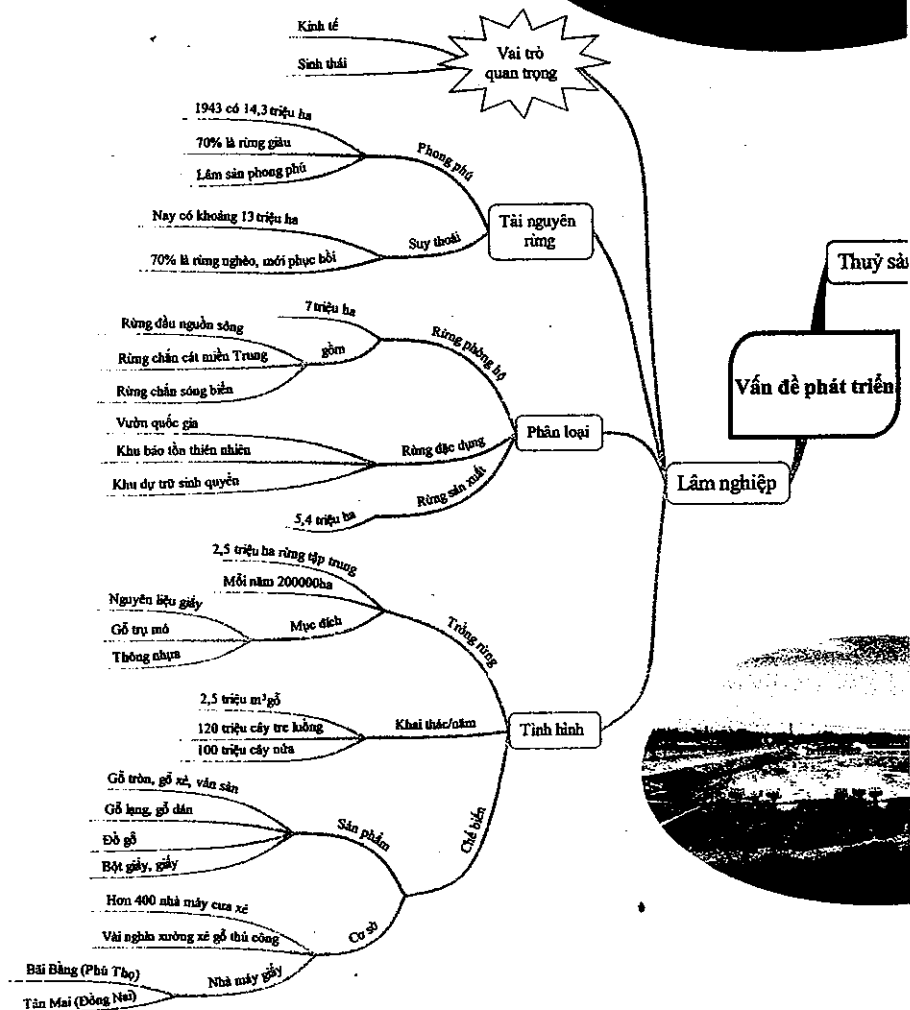 Kinh tế
Sinh thái
Vai trò
quan trọng
1943 có 14,3 triệu ha
70% là rừng giàu
Lâm sản phong phú
Phong phú
Nay có khoảng 13 triệu ha
70% là rừng nghèo, mới phục hồi
Suy thoái
Tài nguyên
rừng
Thuỷ sản
Vấn đề phát triển
7 triệu ha
Rừng đầu nguồn sông
Rừng chắn cát miền Trung
Rừng chắn sóng biển
gồm
Rừng phòng hộ
Vườn quốc gia
Khu bảo tồn thiên nhiên
Khu dự trữ sinh quyển
Rừng đặc dụng
Rừng sản xuất
5,4 triệu ha
Phân loại
Lâm nghiệp
2,5 triệu ha rừng tập trung
Mỗi năm 200000ha
Nguyên liệu giấy
Gỗ trụ mỏ
Thông nhựa
Mục đích
Trồng rừng
2,5 triệu m³ gỗ
120 triệu cây tre luồng
100 triệu cây nứa
Khai thác/năm
Tình hình
Gỗ tròn, gỗ xẻ, ván sàn
Gỗ lạng, gỗ dán
Đồ gỗ
Bột giấy, giấy
Sản phẩm
Chế biến
Hơn 400 nhà máy cưa xẻ
Vài nghìn xưởng xẻ gỗ thủ công
Cơ sở
Nhà máy giấy
Bãi Bằng (Phú Thọ)
Tân Mai (Đồng Nai)